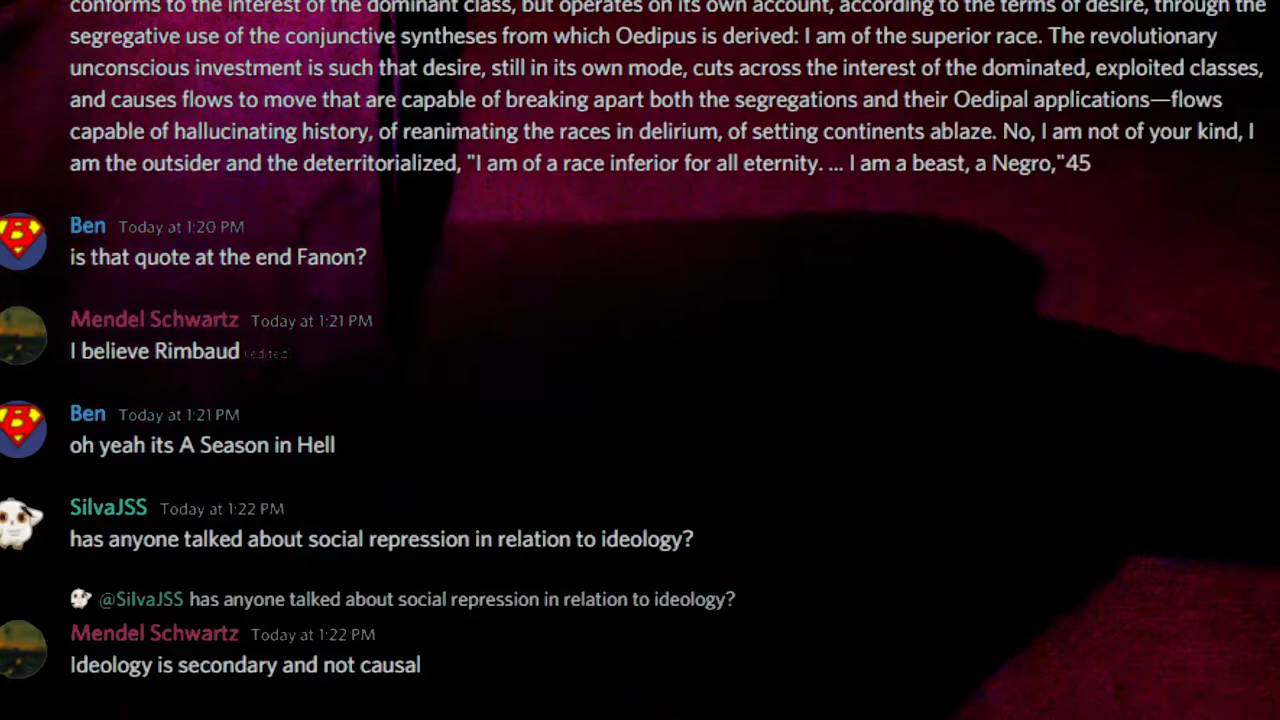 conforms to the interest of the dominant class, but operates on its own account, according to the terms of desire, through the
segregative use of the conjunctive syntheses from which Oedipus is derived: I am of the superior race. The revolutionary
unconscious investment is such that desire, still in its own mode, cuts across the interest of the dominated, exploited classes,
and causes flows to move that are capable of breaking apart both the segregations and their Oedipal applications—flows
capable of hallucinating history, of reanimating the races in delirium, of setting continents ablaze. No, I am not of your kind, I
am the outsider and the deterritorialized, "I am of a race inferior for all eternity. ... I am a beast, a Negro,"45
Ben Today at 1:20 PM
is that quote at the end Fanon?
Mendel Schwartz Today at 1:21 PM
I believe Rimbaud (edited)
Ben Today at 1:21 PM
oh yeah its A Season in Hell
SilvaJSS Today at 1:22 PM
has anyone talked about social repression in relation to ideology?
@SilvaJSS has anyone talked about social repression in relation to ideology?
Mendel Schwartz Today at 1:22 PM
Ideology is secondary and not causal